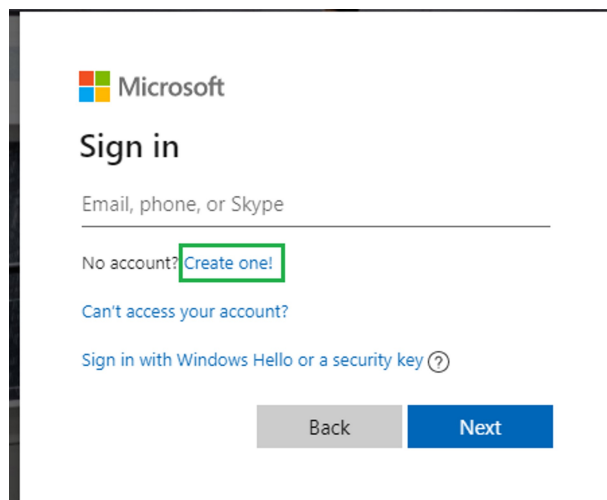 Microsoft
Sign in
Email, phone, or Skype
No account? Create one!
Can't access your account?
Sign in with Windows Hello or a security key ?
Back Next